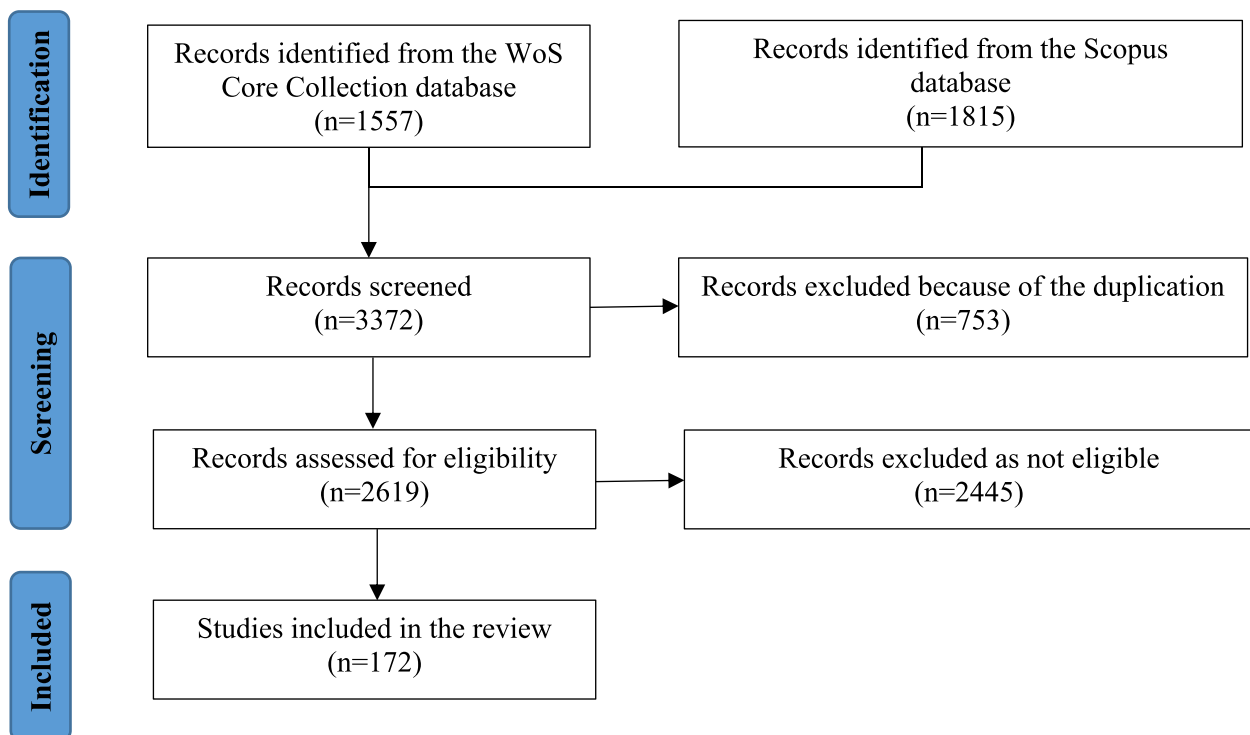 Identification
Records identified from the WoS
Core Collection database
(n=1557)
Records identified from the Scopus
database
(n=1815)
Screening
Records screened
(n=3372)
Records excluded because of the duplication
(n=753)
Records assessed for eligibility
(n=2619)
Records excluded as not eligible
(n=2445)
Included
Studies included in the review
(n=172)